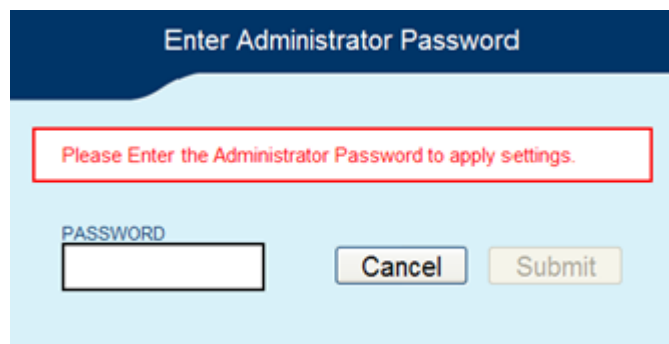 Enter Administrator Password
Please Enter the Administrator Password to apply settings.
PASSWORD
Cancel
Submit